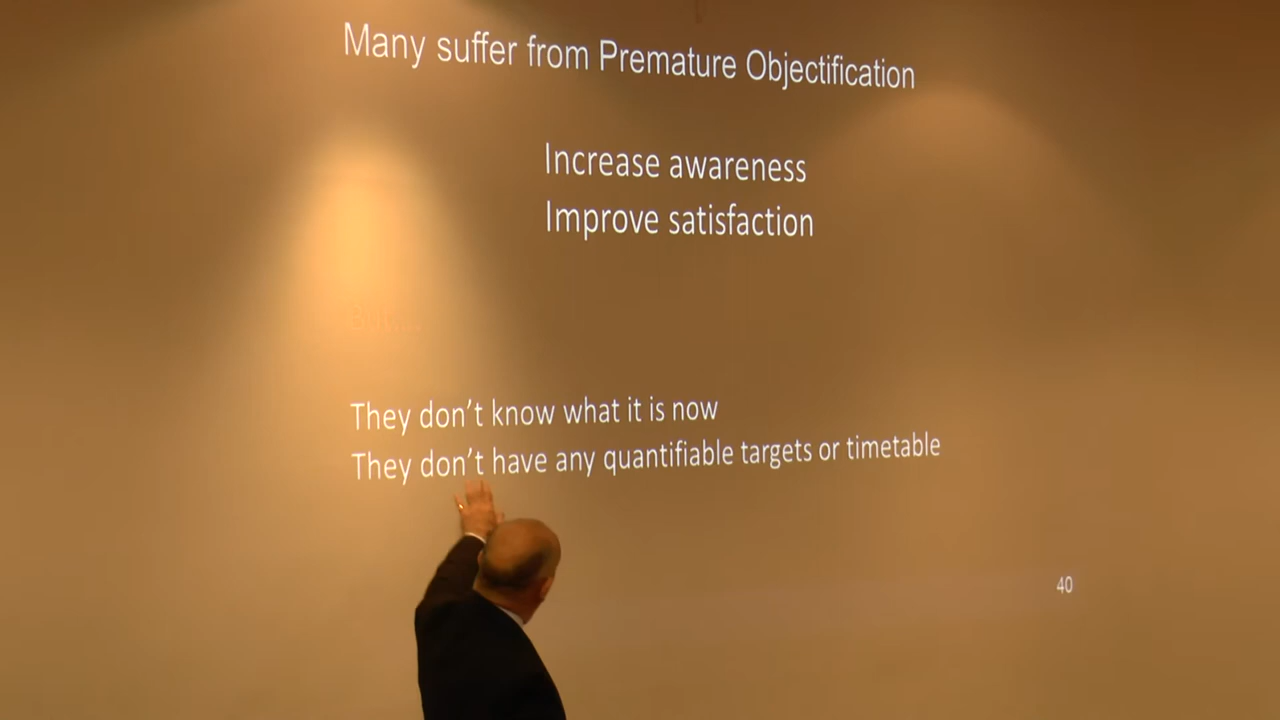 Many suffer from Premature Objectification
Increase awareness
Improve satisfaction
They don't know what it is now
They don't have any quantifiable targets or timetable
40